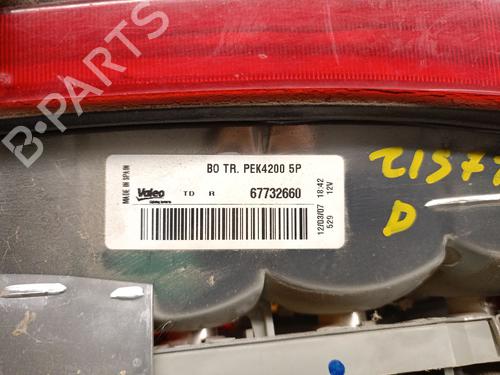 BO TR. PEK4200 5P
MADE IN SPAIN
Valeo
TD R
67732660
12/03/07 18:42
529 12V
D
B-PARTS